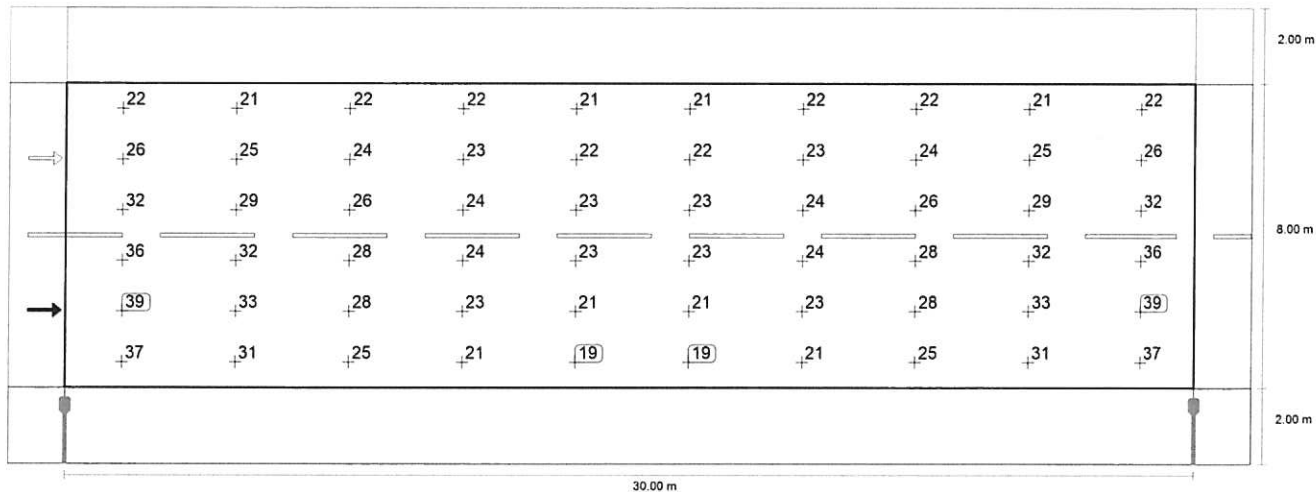 2.00 m
22 21 22 22 21 21 22 22 21 22
26 25 24 23 22 22 23 24 25 26
32 29 26 24 23 23 24 26 29 32
8.00 m
36 32 28 24 23 23 24 28 32 36
39 33 28 23 21 21 23 28 33 39
37 31 25 21 19 19 21 25 31 37
2.00 m
30.00 m